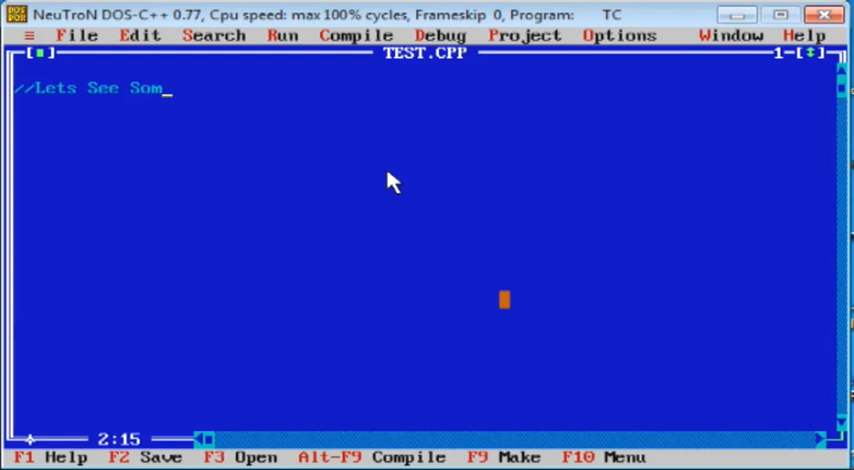 DOS BOX NeuTroN DOS-C++ 0.77, Cpu speed: max 100% cycles, Frameskip 0, Program: TC
≡ File Edit Search Run Compile Debug Project Options Window Help
[■] TEST.CPP 1-[↕]
//Lets See Som_
2:15
F1 Help F2 Save F3 Open Alt-F9 Compile F9 Make F10 Menu